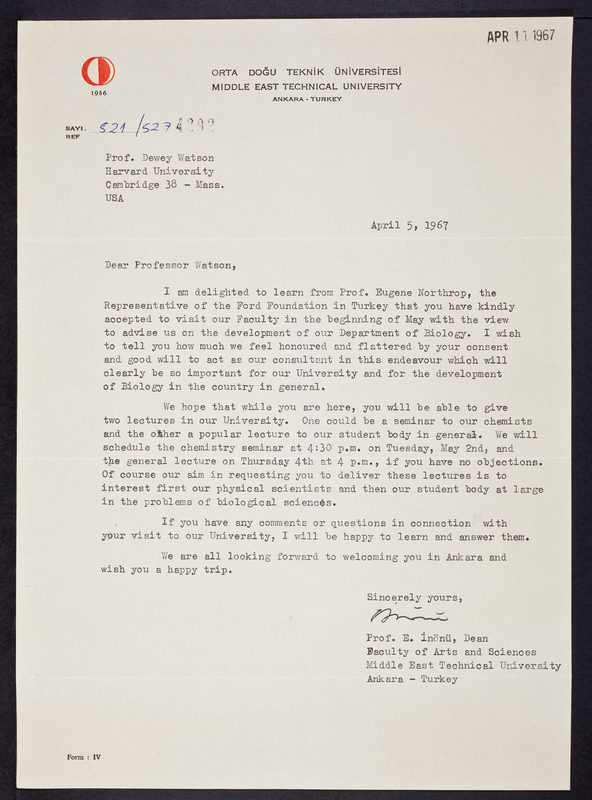 APR 11 1967
1956
ORTA DOĞU TEKNİK ÜNİVERSİTESİ
MIDDLE EAST TECHNICAL UNIVERSITY
ANKARA - TURKEY
SAYI. 521/527 4292
REF
Prof. Dewey Watson
Harvard University
Cambridge 38 - Mass.
USA
April 5, 1967
Dear Professor Watson,
I am delighted to learn from Prof. Eugene Northrop, the
Representative of the Ford Foundation in Turkey that you have kindly
accepted to visit our Faculty in the beginning of May with the view
to advise us on the development of our Department of Biology. I wish
to tell you how much we feel honoured and flattered by your consent
and good will to act as our consultant in this endeavour which will
clearly be so important for our University and for the development
of Biology in the country in general.
We hope that while you are here, you will be able to give
two lectures in our University. One could be a seminar to our chemists
and the other a popular lecture to our student body in general. We will
schedule the chemistry seminar at 4:30 p.m. on Tuesday, May 2nd, and
the general lecture on Thursday 4th at 4 p.m., if you have no objections.
Of course our aim in requesting you to deliver these lectures is to
interest first our physical scientists and then our student body at large
in the problems of biological sciences.
If you have any comments or questions in connection with
your visit to our University, I will be happy to learn and answer them.
We are all looking forward to welcoming you in Ankara and
wish you a happy trip.
Sincerely yours,
Prof. E. İnönü, Dean
Faculty of Arts and Sciences
Middle East Technical University
Ankara - Turkey
Form : IV